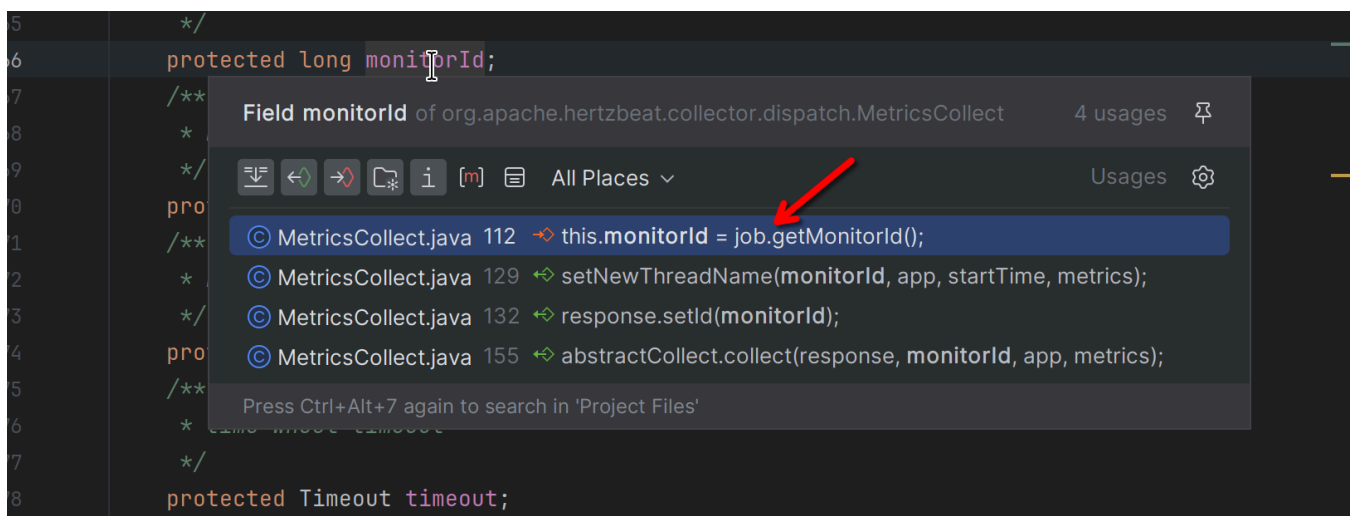 */
66 protected long monitorId;
/**
Field monitorId of org.apache.hertzbeat.collector.dispatch.MetricsCollect 4 usages
*
*/
All Places Usages
pro
MetricsCollect.java 112 this.monitorId = job.getMonitorId();
/**
MetricsCollect.java 129 setNewThreadName(monitorId, app, startTime, metrics);
*
MetricsCollect.java 132 response.setId(monitorId);
*/
MetricsCollect.java 155 abstractCollect.collect(response, monitorId, app, metrics);
pro
/**
Press Ctrl+Alt+7 again to search in 'Project Files'
*
*/
protected Timeout timeout;